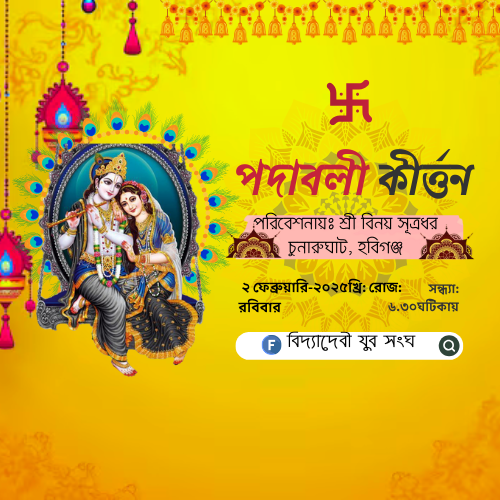 পদাবলী কীর্ত্তন
পরিবেশনায়ঃ শ্রী বিনয় সূত্রধর
চুনারুঘাট, হবিগঞ্জ
২ ফেব্রুয়ারি-২০২৫খ্রি: রোজ:
রবিবার
সন্ধ্যা:
৬.৩০ঘটিকায়
F বিদ্যাদেবী যুব সংঘ